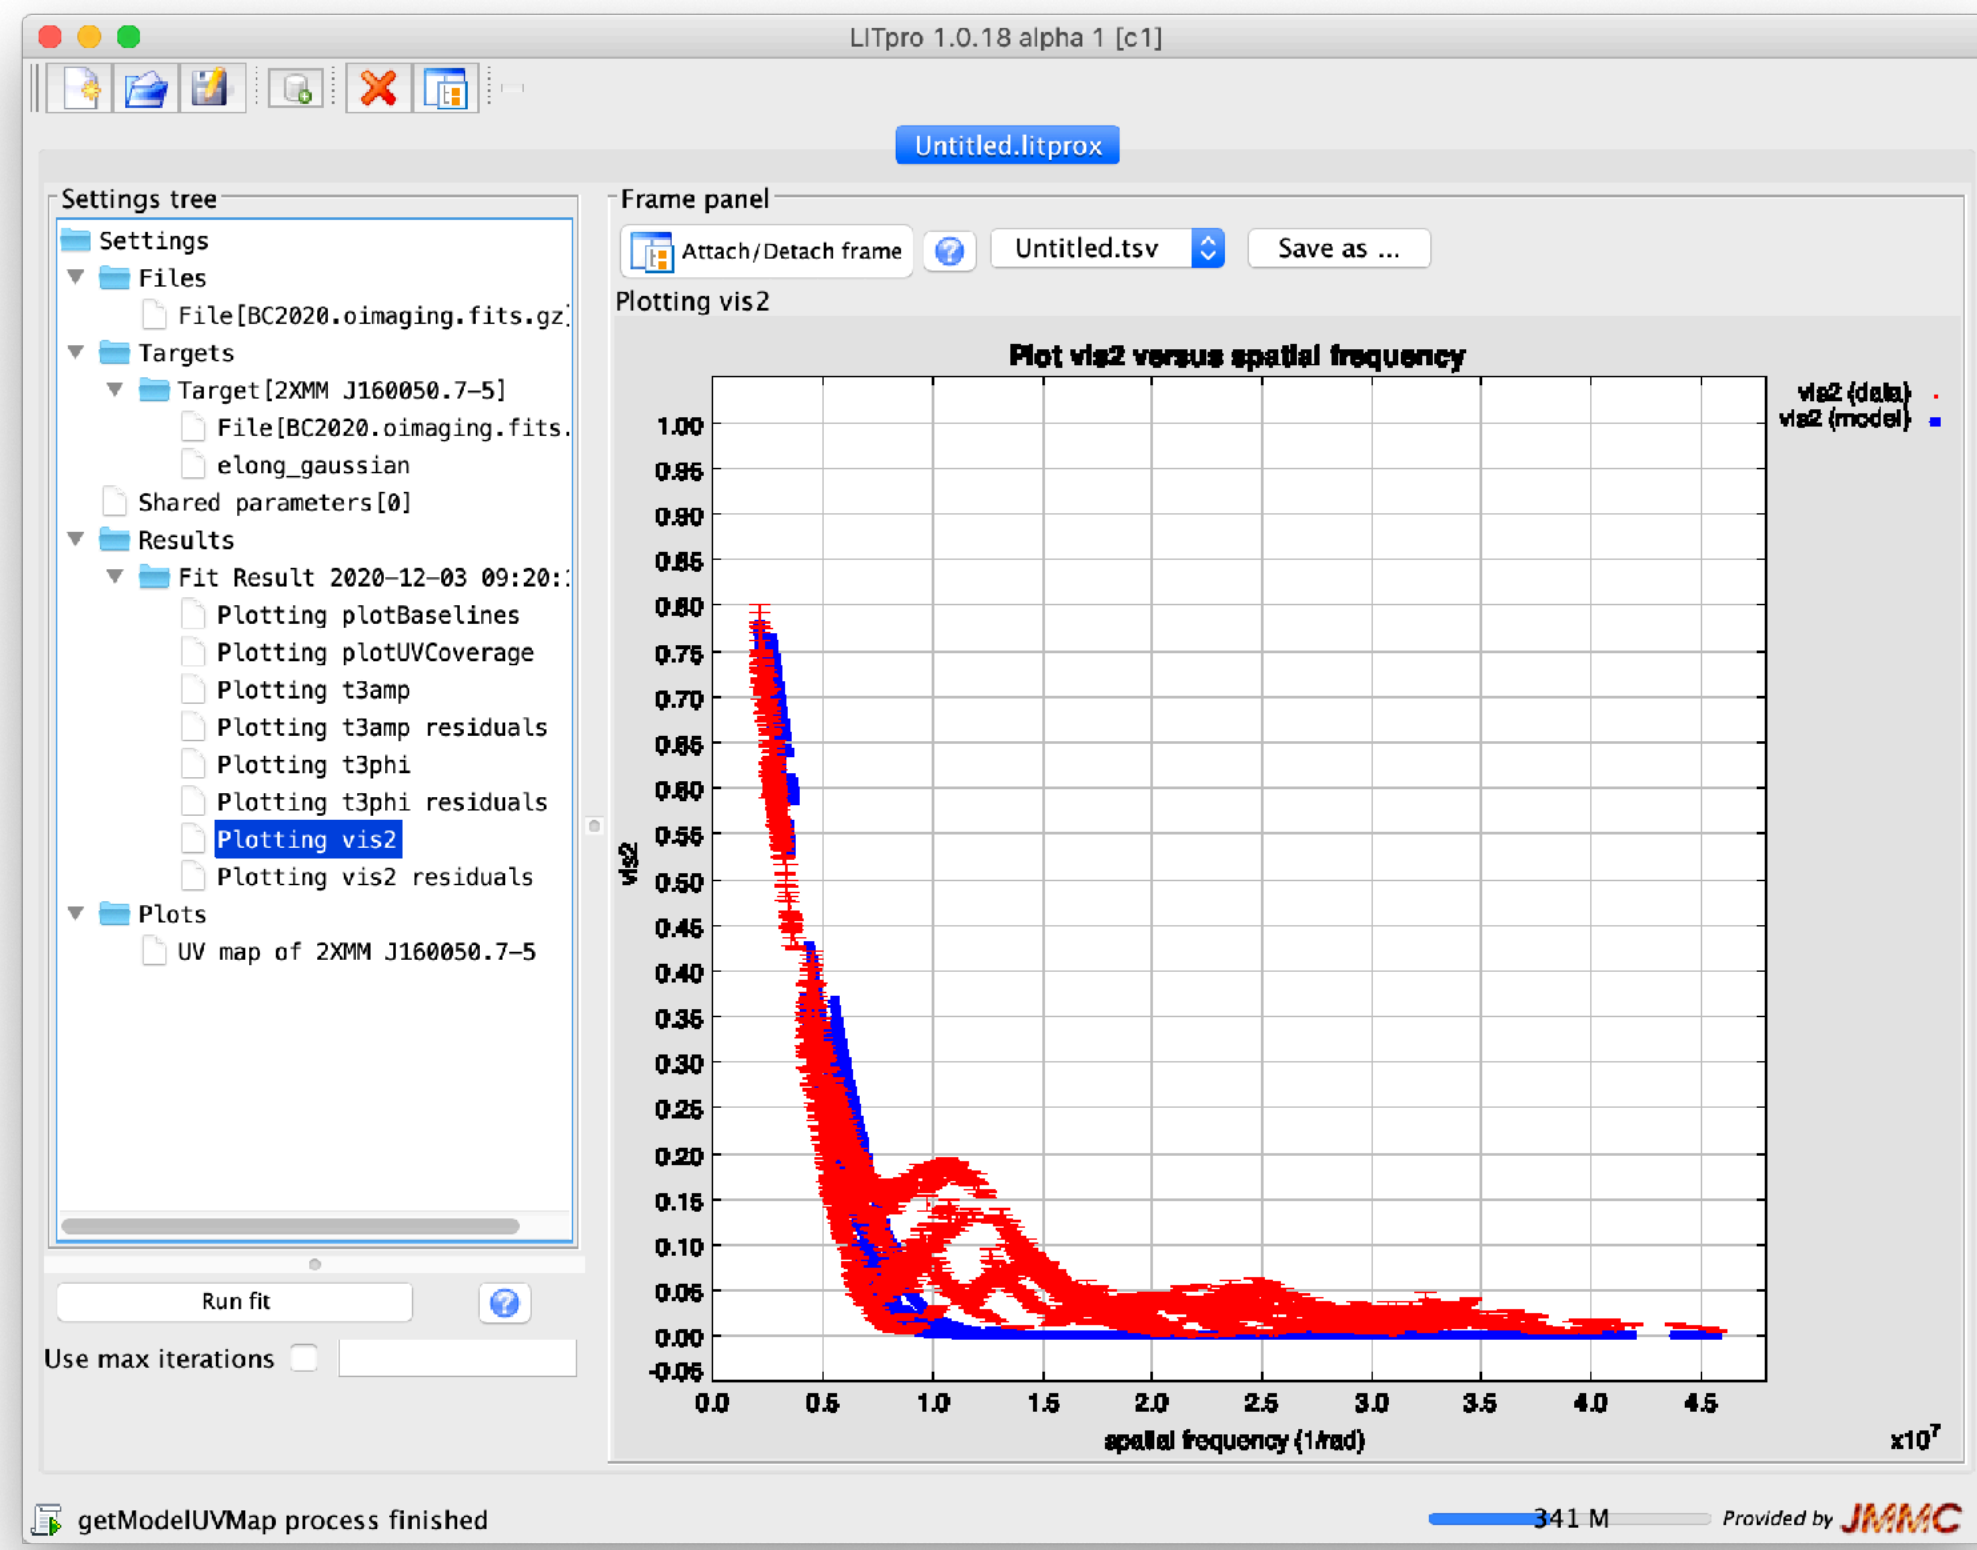 LITpro 1.0.18 alpha 1 [c1]
Untitled.litprox
Settings tree
Settings
Files
File[BC2020.oimaging.fits.gz]
Targets
Target[2XMM J160050.7-5]
File[BC2020.oimaging.fits.
elong_gaussian
Shared parameters[0]
Results
Fit Result 2020-12-03 09:20:
Plotting plotBaselines
Plotting plotUVCoverage
Plotting t3amp
Plotting t3amp residuals
Plotting t3phi
Plotting t3phi residuals
Plotting vis2
Plotting vis2 residuals
Plots
UV map of 2XMM J160050.7-5
Run fit
Use max iterations
Frame panel
Attach/Detach frame
Untitled.tsv
Save as ...
Plotting vis2
Plot vis2 versus spatial frequency
vis2 (data)
vis2 (model)
1.00
0.95
0.90
0.85
0.80
0.75
0.70
0.65
0.60
0.55
0.50
0.45
0.40
0.35
0.30
0.25
0.20
0.15
0.10
0.05
0.00
-0.05
vis2
0.0 0.5 1.0 1.5 2.0 2.5 3.0 3.5 4.0 4.5
spatial frequency (1/rad)
x10⁷
getModelUVMap process finished
341 M
Provided by JMMC